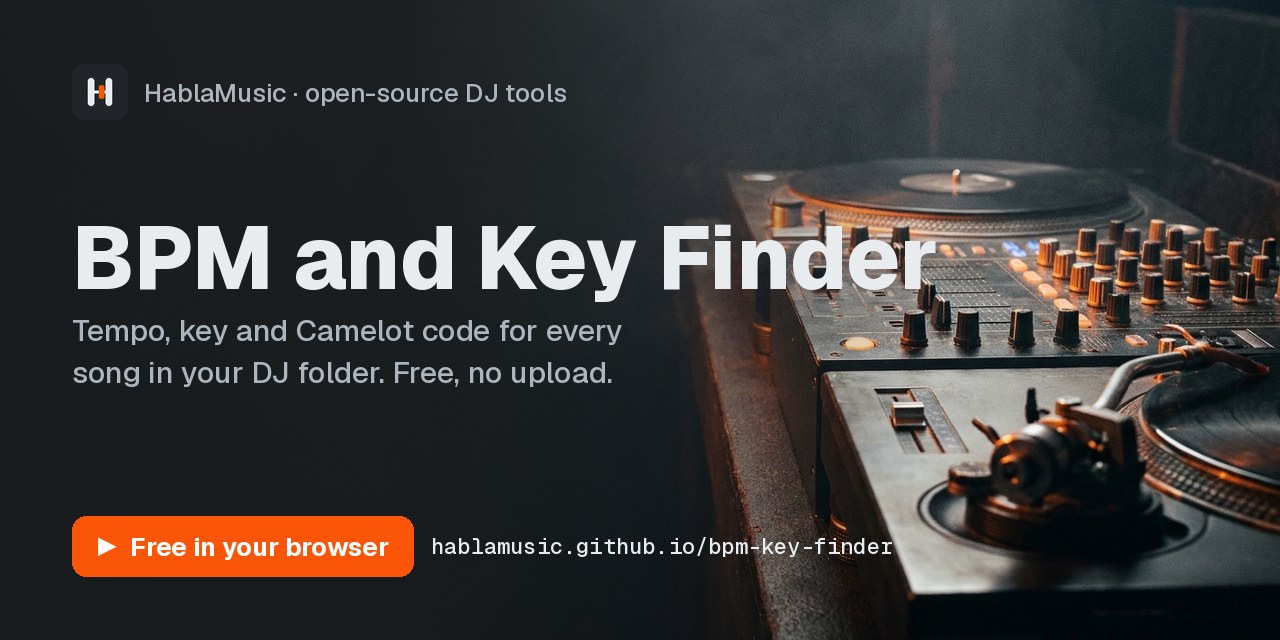 H
HablaMusic · open-source DJ tools
BPM and Key Finder
Tempo, key and Camelot code for every
song in your DJ folder. Free, no upload.
▶ Free in your browser
hablamusic.github.io/bpm-key-finder